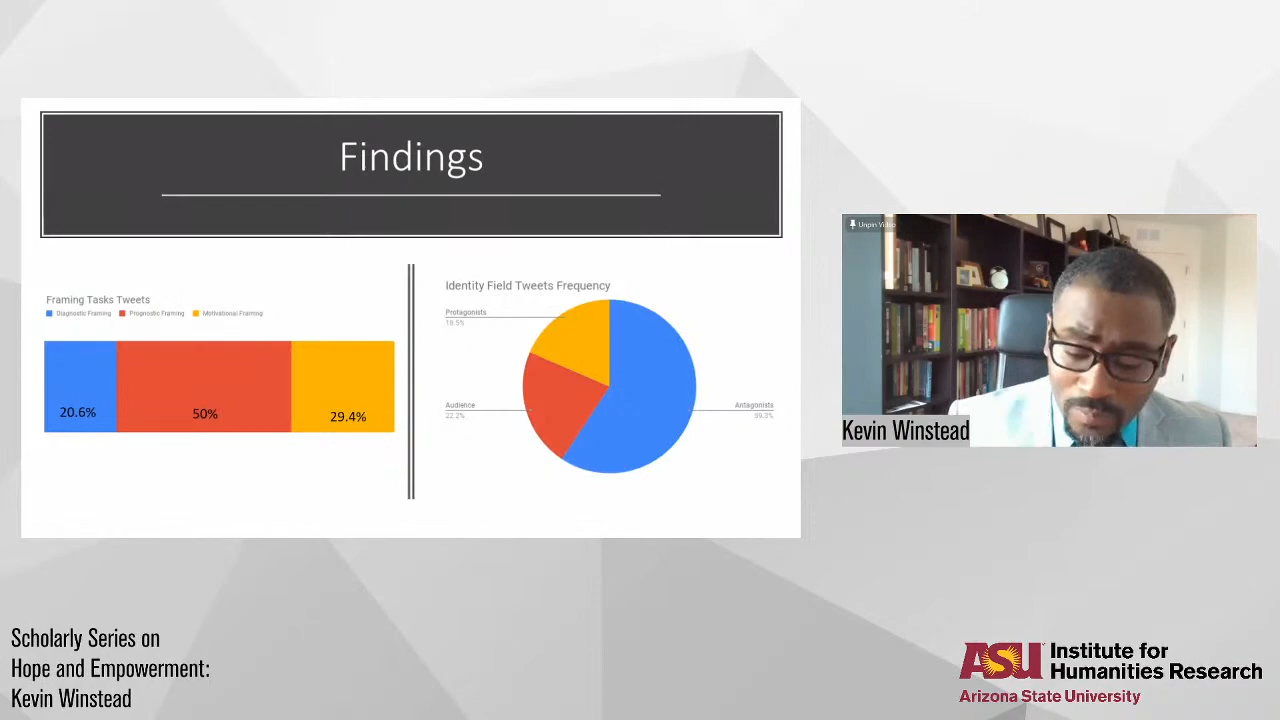 Findings
Framing Tasks Tweets
Diagnostic Framing
Prognostic Framing
Motivational Framing
20.6%
50%
29.4%
Identity Field Tweets Frequency
Protagonists
18.5%
Audience
22.2%
Antagonists
59.3%
Unpin Video
Kevin Winstead
Scholarly Series on
Hope and Empowerment:
Kevin Winstead
ASU
Institute for
Humanities Research
Arizona State University